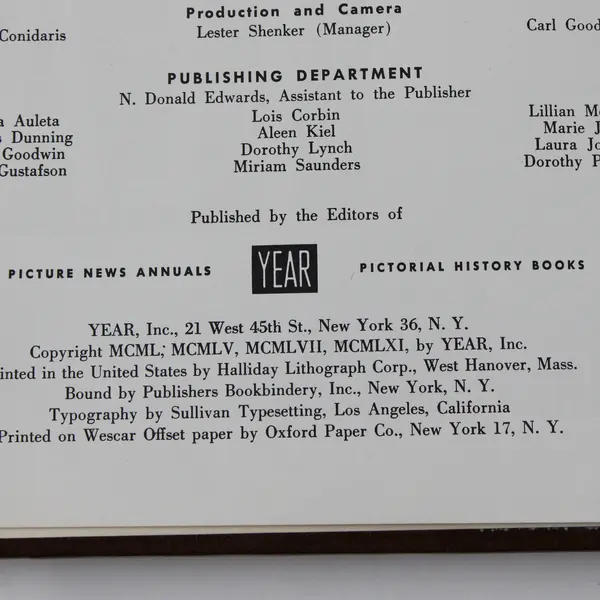 Production and Camera
Conidaris
Lester Shenker (Manager)
Carl Good
PUBLISHING DEPARTMENT
N. Donald Edwards, Assistant to the Publisher
a Auleta
Dunning
Goodwin
Gustafson
Lois Corbin
Aleen Kiel
Dorothy Lynch
Miriam Saunders
Lillian M
Marie J
Laura Jo
Dorothy P
Published by the Editors of
PICTURE NEWS ANNUALS YEAR PICTORIAL HISTORY BOOKS
YEAR, Inc., 21 West 45th St., New York 36, N. Y.
Copyright MCML, MCMLV, MCMLVII, MCMLXI, by YEAR, Inc.
inted in the United States by Halliday Lithograph Corp., West Hanover, Mass.
Bound by Publishers Bookbindery, Inc., New York, N. Y.
Typography by Sullivan Typesetting, Los Angeles, California
Printed on Wescar Offset paper by Oxford Paper Co., New York 17, N. Y.